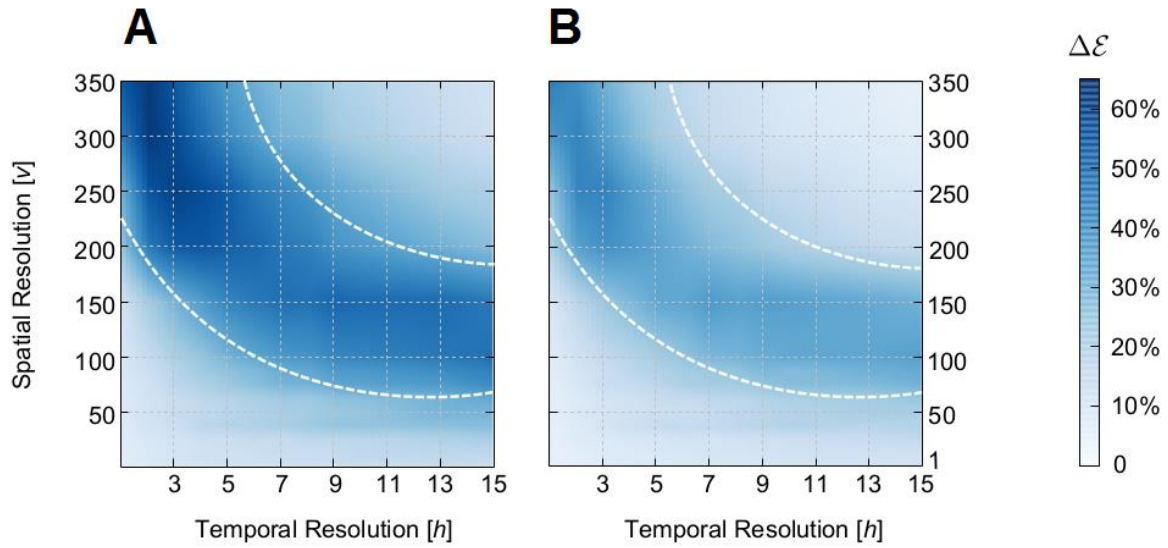 A
B
Δℰ
350
300
250
200
150
100
50
350
300
250
200
150
100
50
1
60%
50%
40%
30%
20%
10%
0
Spatial Resolution [v]
3 5 7 9 11 13 15
3 5 7 9 11 13 15
Temporal Resolution [h]
Temporal Resolution [h]